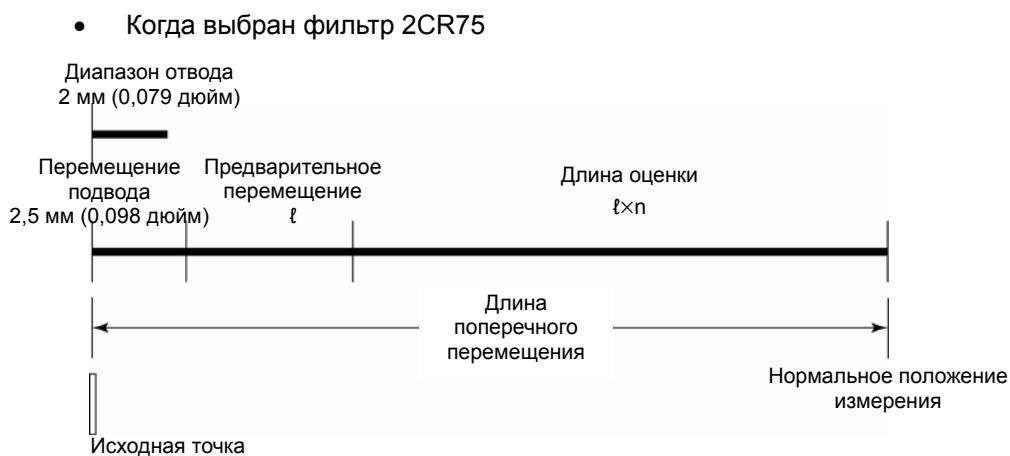 • Когда выбран фильтр 2CR75
Диапазон отвода
2 мм (0,079 дюйм)
Перемещение
подвода
2,5 мм (0,098 дюйм)
Предварительное
перемещение
ℓ
Длина оценки
ℓ×n
Длина
поперечного
перемещения
Нормальное положение
измерения
Исходная точка